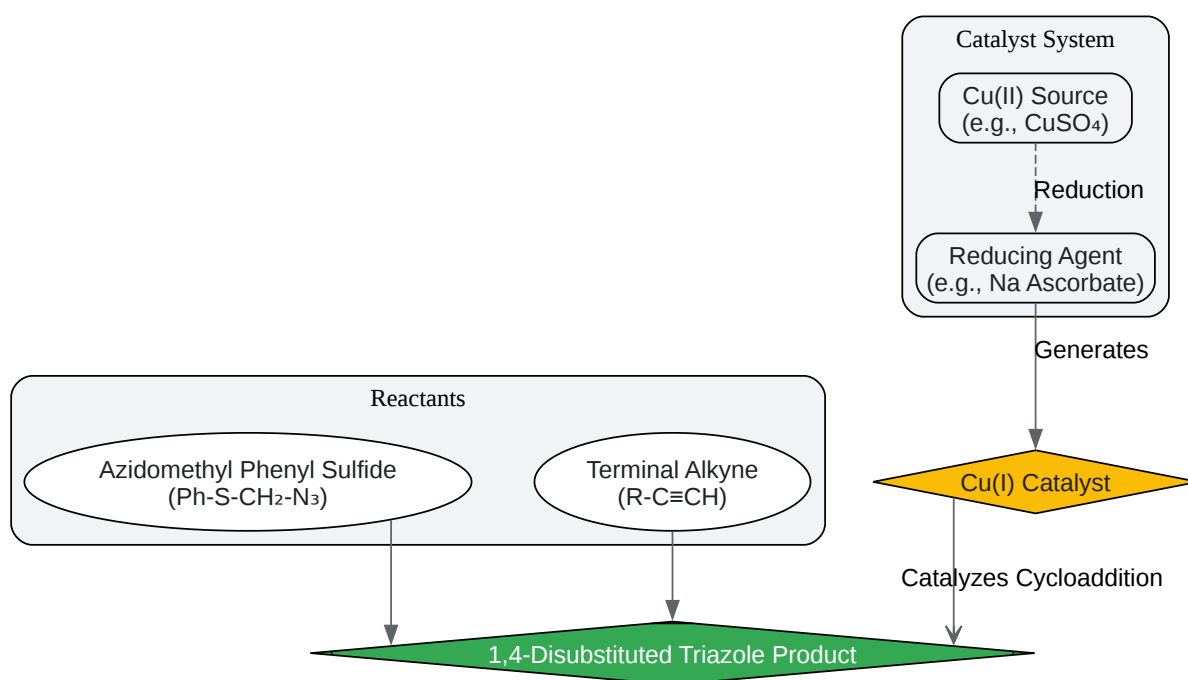 Catalyst System
Cu(II) Source
(e.g., CuSO₄)
Reduction
Reducing Agent
(e.g., Na Ascorbate)
Generates
Reactants
Azidomethyl Phenyl Sulfide
(Ph-S-CH₂-N₃)
Terminal Alkyne
(R-C≡CH)
Cu(I) Catalyst
Catalyzes Cycloaddition
1,4-Disubstituted Triazole Product